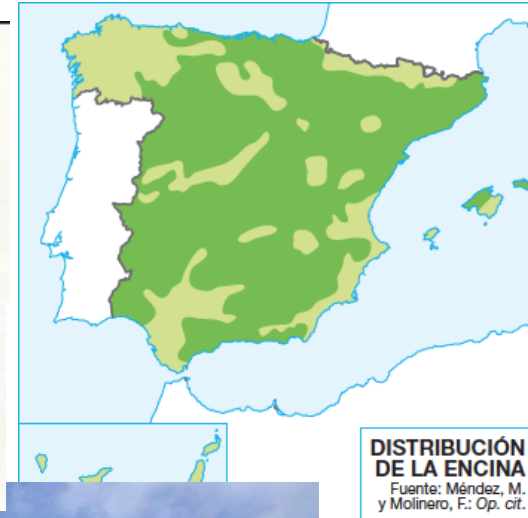 DISTRIBUCIÓN
DE LA ENCINA
Fuente: Méndez, M.
y Molinero, F.: Op. cit.